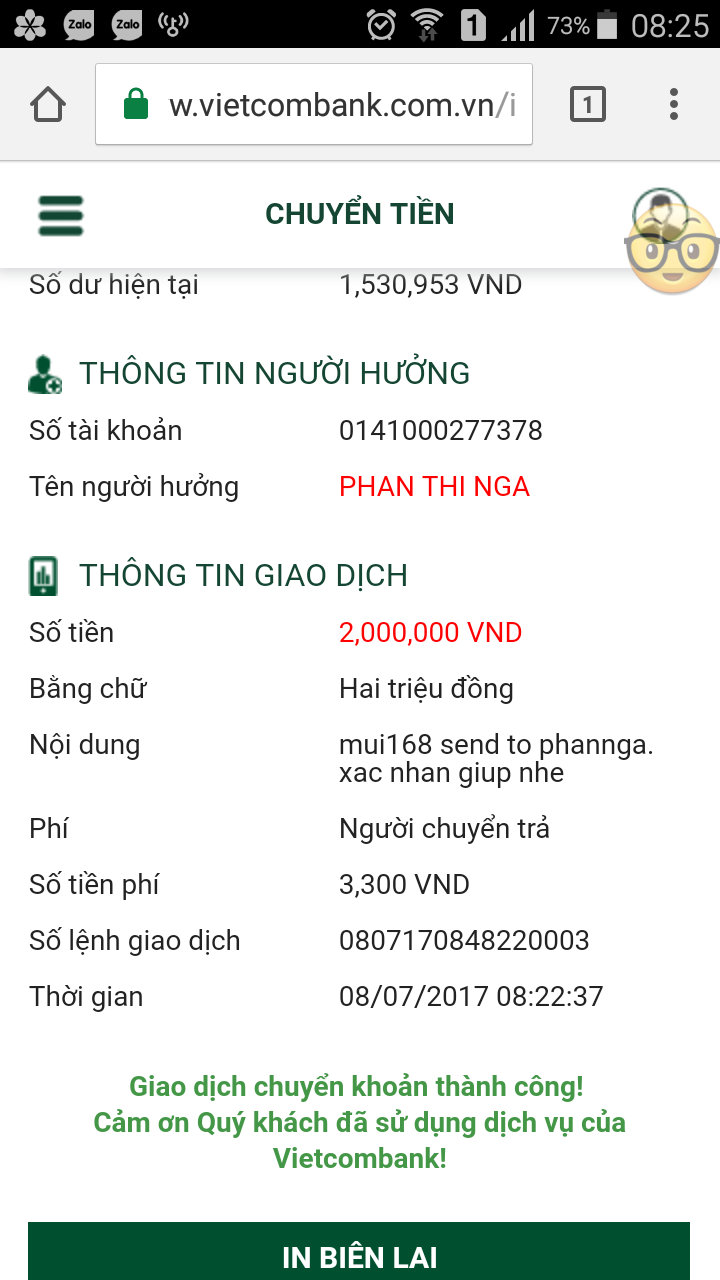 Zalo Zalo 1 73% 08:25
w.vietcombank.com.vn/i 1
CHUYỂN TIỀN
Số dư hiện tại 1,530,953 VND
THÔNG TIN NGƯỜI HƯỞNG
Số tài khoản 0141000277378
Tên người hưởng PHAN THI NGA
THÔNG TIN GIAO DỊCH
Số tiền 2,000,000 VND
Bằng chữ Hai triệu đồng
Nội dung mui168 send to phannga.
xac nhan giup nhe
Phí Người chuyển trả
Số tiền phí 3,300 VND
Số lệnh giao dịch 0807170848220003
Thời gian 08/07/2017 08:22:37
Giao dịch chuyển khoản thành công!
Cảm ơn Quý khách đã sử dụng dịch vụ của
Vietcombank!
IN BIÊN LAI